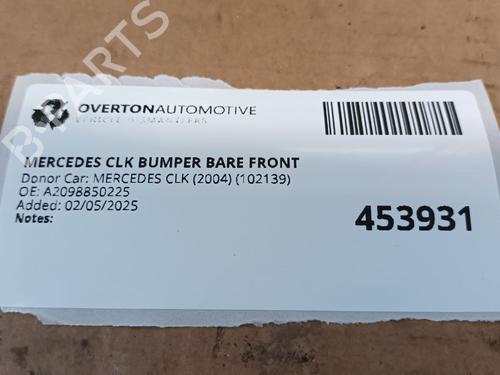 OVERTONAUTOMOTIVE
VEHICLE DISMANTLERS
MERCEDES CLK BUMPER BARE FRONT
Donor Car: MERCEDES CLK (2004) (102139)
OE: A2098850225
Added: 02/05/2025
Notes:
453931
B-PARTS